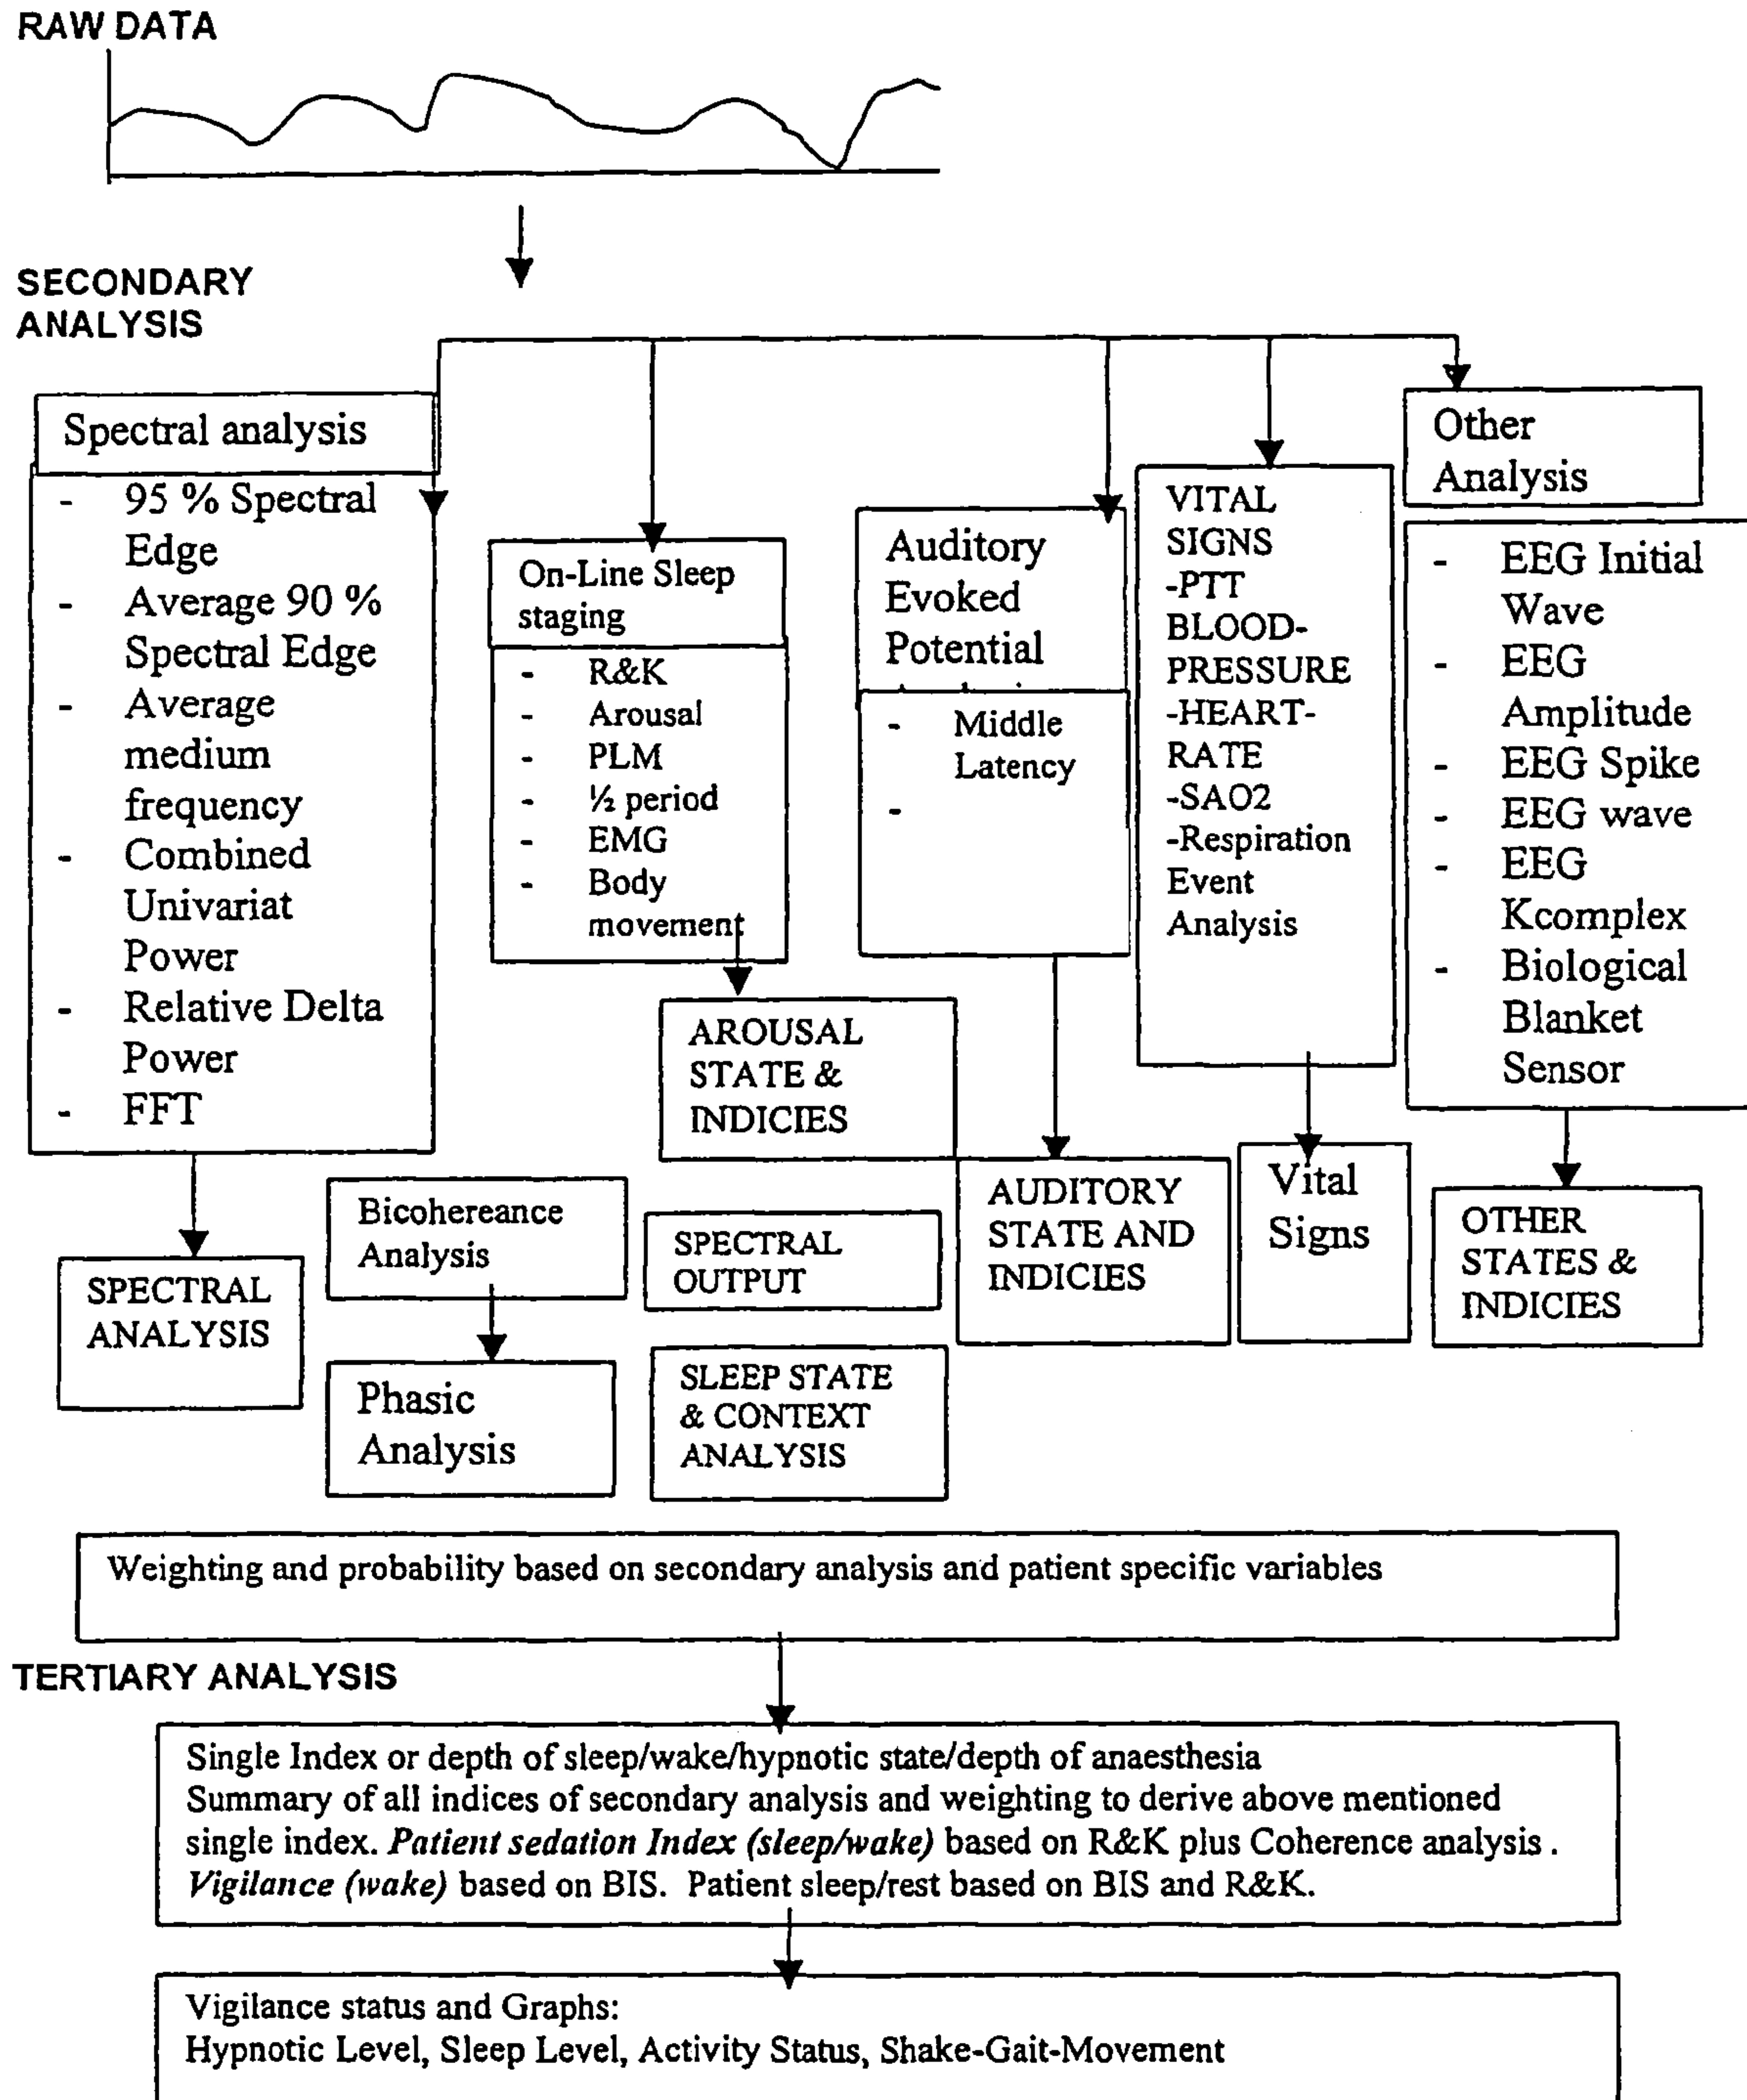 RAW DATA
SECONDARY
ANALYSIS
Spectral analysis
- 95 % Spectral
Edge
- Average 90 %
Spectral Edge
- Average
medium
frequency
- Combined
Univariat
Power
- Relative Delta
Power
- FFT
On-Line Sleep
staging
- R&K
- Arousal
- PLM
- ½ period
- EMG
- Body
movement
Auditory
Evoked
Potential
- Middle
Latency
-
VITAL
SIGNS
-PTT
BLOOD-
PRESSURE
-HEART-
RATE
-SAO2
-Respiration
Event
Analysis
Other
Analysis
- EEG Initial
Wave
- EEG
Amplitude
- EEG Spike
- EEG wave
- EEG
Kcomplex
- Biological
Blanket
Sensor
SPECTRAL
ANALYSIS
Bicohereance
Analysis
Phasic
Analysis
AROUSAL
STATE &
INDICIES
SPECTRAL
OUTPUT
SLEEP STATE
& CONTEXT
ANALYSIS
AUDITORY
STATE AND
INDICIES
Vital
Signs
OTHER
STATES &
INDICIES
Weighting and probability based on secondary analysis and patient specific variables
TERTIARY ANALYSIS
Single Index or depth of sleep/wake/hypnotic state/depth of anaesthesia
Summary of all indices of secondary analysis and weighting to derive above mentioned
single index. Patient sedation Index (sleep/wake) based on R&K plus Coherence analysis .
Vigilance (wake) based on BIS. Patient sleep/rest based on BIS and R&K.
Vigilance status and Graphs:
Hypnotic Level, Sleep Level, Activity Status, Shake-Gait-Movement